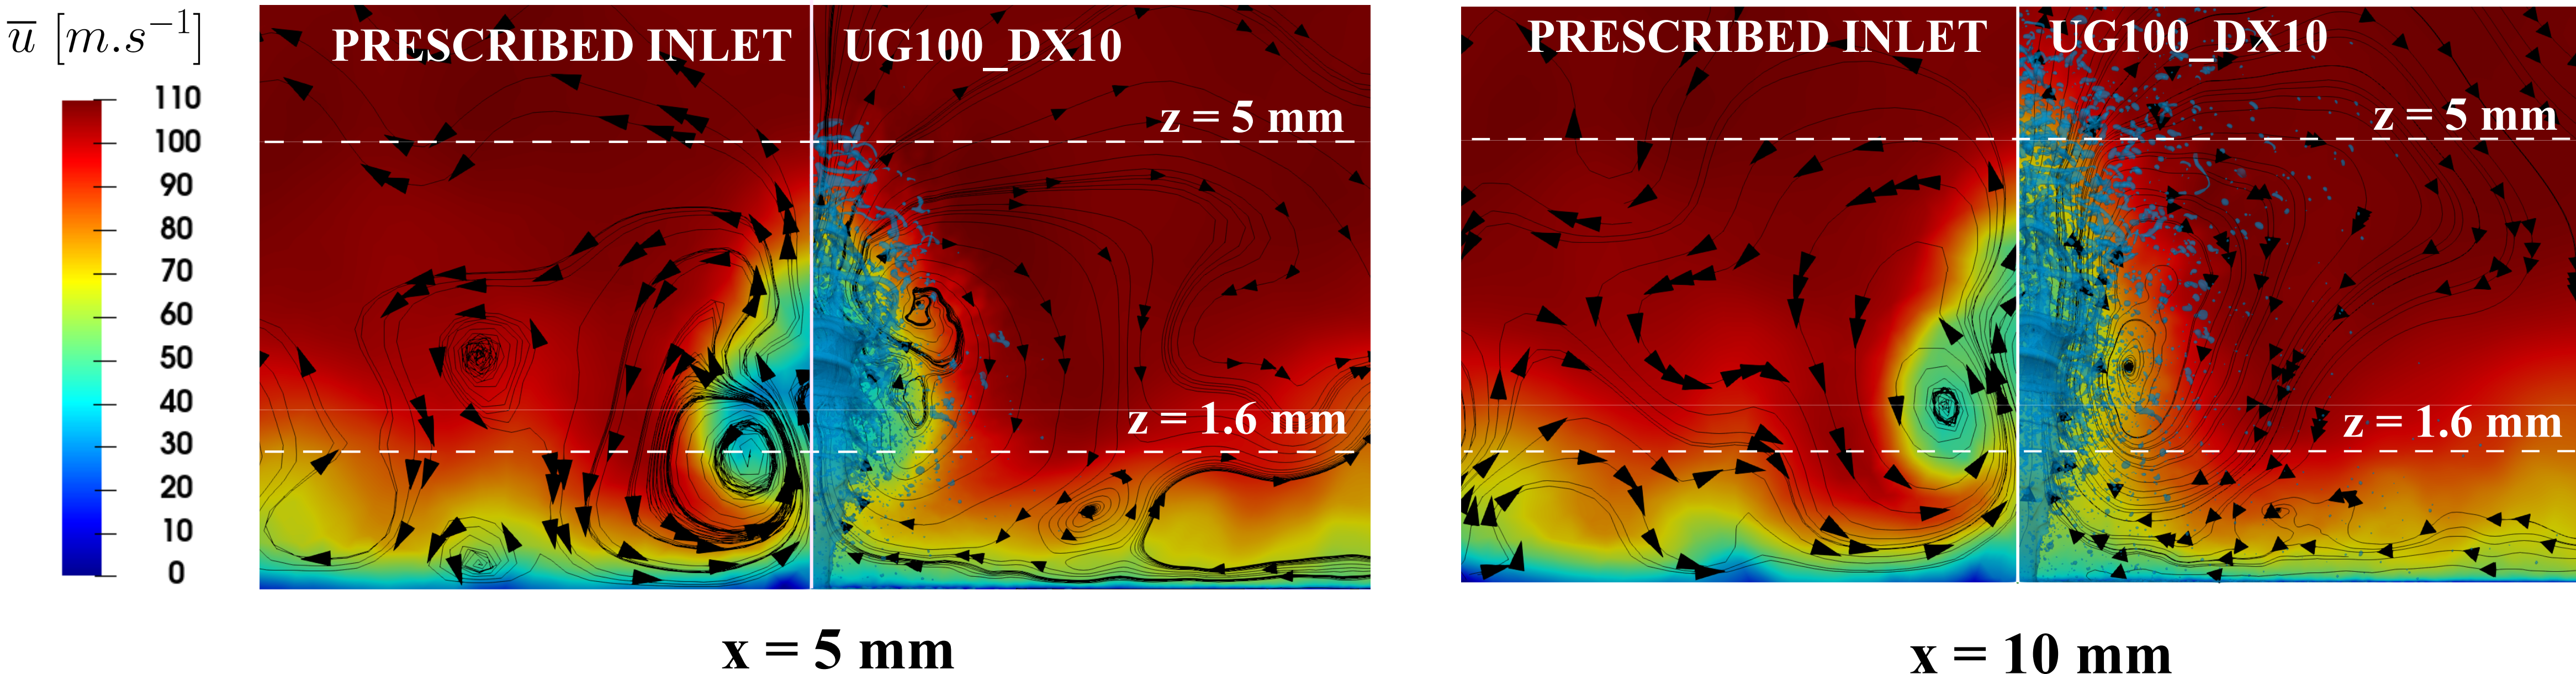 u̅ [m.s⁻¹]
110
100
90
80
70
60
50
40
30
20
10
0
PRESCRIBED INLET
UG100_DX10
z = 5 mm
z = 1.6 mm
x = 5 mm
PRESCRIBED INLET
UG100_DX10
z = 5 mm
z = 1.6 mm
x = 10 mm